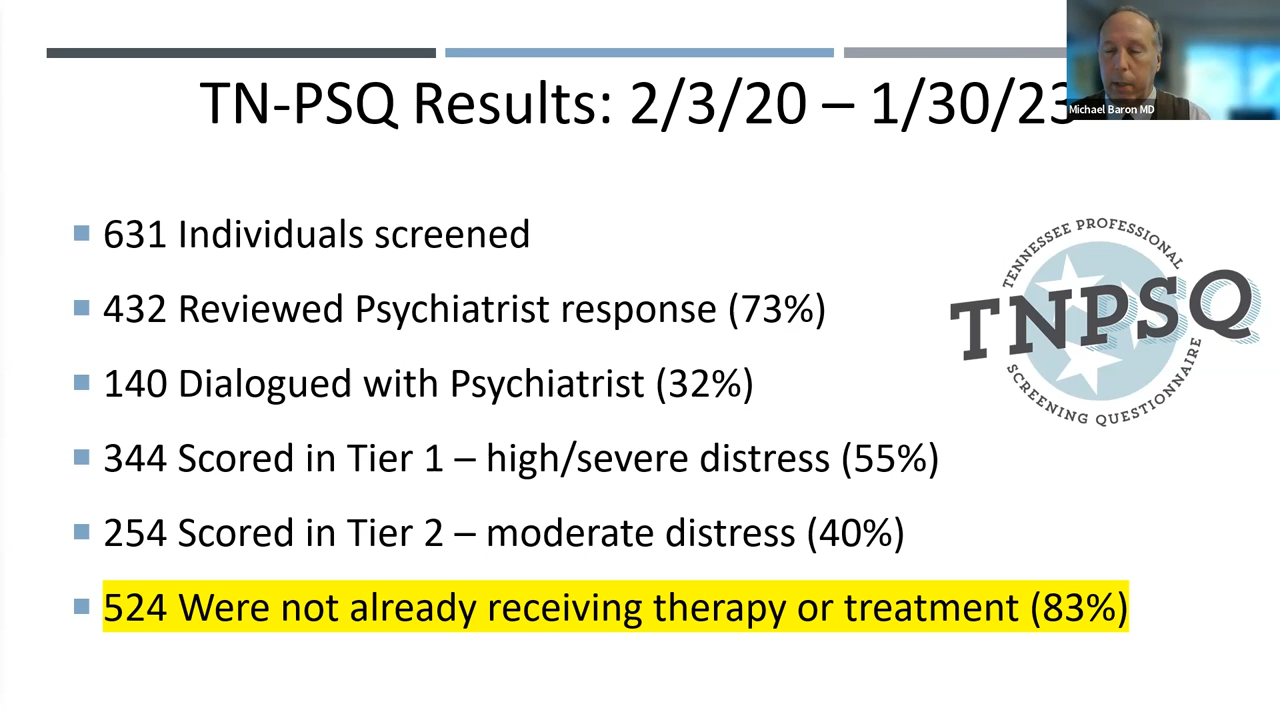 TN-PSQ Results: 2/3/20 – 1/30/23
Michael Baron MD
631 Individuals screened
432 Reviewed Psychiatrist response (73%)
140 Dialogued with Psychiatrist (32%)
344 Scored in Tier 1 – high/severe distress (55%)
254 Scored in Tier 2 – moderate distress (40%)
524 Were not already receiving therapy or treatment (83%)
TENNESSEE PROFESSIONAL
TNPSQ
SCREENING QUESTIONNAIRE